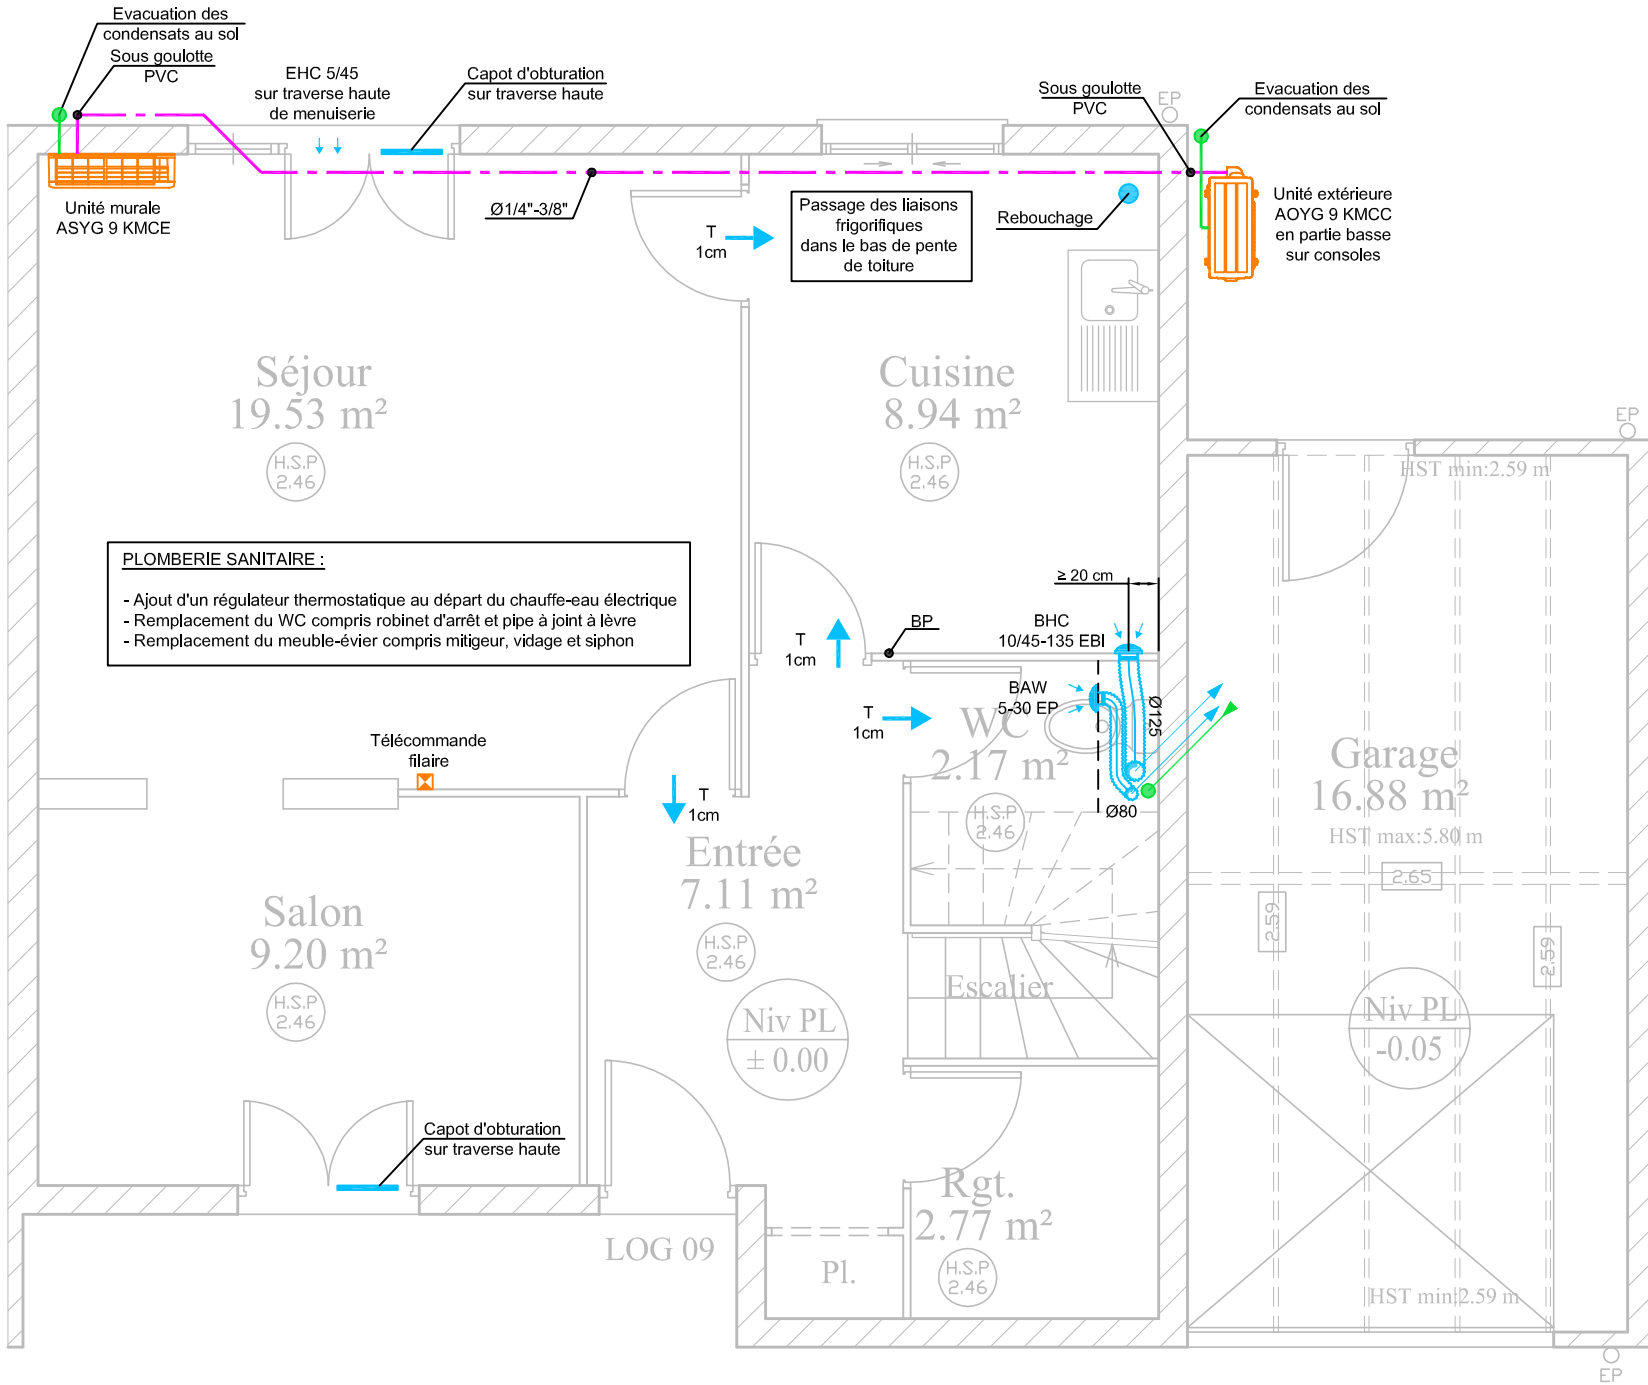 Evacuation des
condensats au sol
Sous goulotte
PVC
EHC 5/45
sur traverse haute
de menuiserie
Capot d'obturation
sur traverse haute
Sous goulotte
PVC
EP
Evacuation des
condensats au sol
Unité murale
ASYG 9 KMCE
Ø1/4"-3/8"
T
1cm
Passage des liaisons
frigorifiques
dans le bas de pente
de toiture
Rebouchage
Unité extérieure
AOYG 9 KMCC
en partie basse
sur consoles
Séjour
19.53 m²
H.S.P
2.46
Cuisine
8.94 m²
H.S.P
2.46
EP
HST min:2.59 m
PLOMBERIE SANITAIRE :
- Ajout d'un régulateur thermostatique au départ du chauffe-eau électrique
- Remplacement du WC compris robinet d'arrêt et pipe à joint à lèvre
- Remplacement du meuble-évier compris mitigeur, vidage et siphon
≥ 20 cm
BP
BHC
10/45-135 EBI
T
1cm
BAW
5-30 EP
T
1cm
WC
2.17 m²
H.S.P
2.46
Ø125
Ø80
Télécommande
filaire
T
1cm
Garage
16.88 m²
HST max:5.80 m
2.65
2.59
2.59
Entrée
7.11 m²
H.S.P
2.46
Salon
9.20 m²
H.S.P
2.46
Escalier
Niv PL
± 0.00
Niv PL
-0.05
Capot d'obturation
sur traverse haute
Rgt.
2.77 m²
H.S.P
2.46
LOG 09
Pl.
HST min:2.59 m
EP